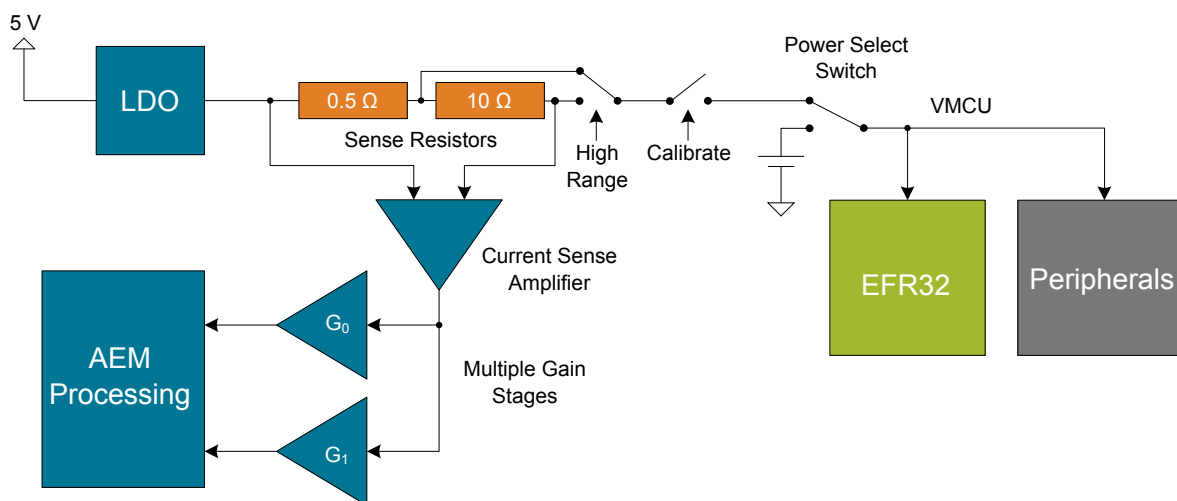 5 V
LDO
0.5 Ω
10 Ω
Sense Resistors
High
Range
Calibrate
Power Select
Switch
VMCU
Current Sense
Amplifier
EFR32
Peripherals
AEM
Processing
G0
G1
Multiple Gain
Stages